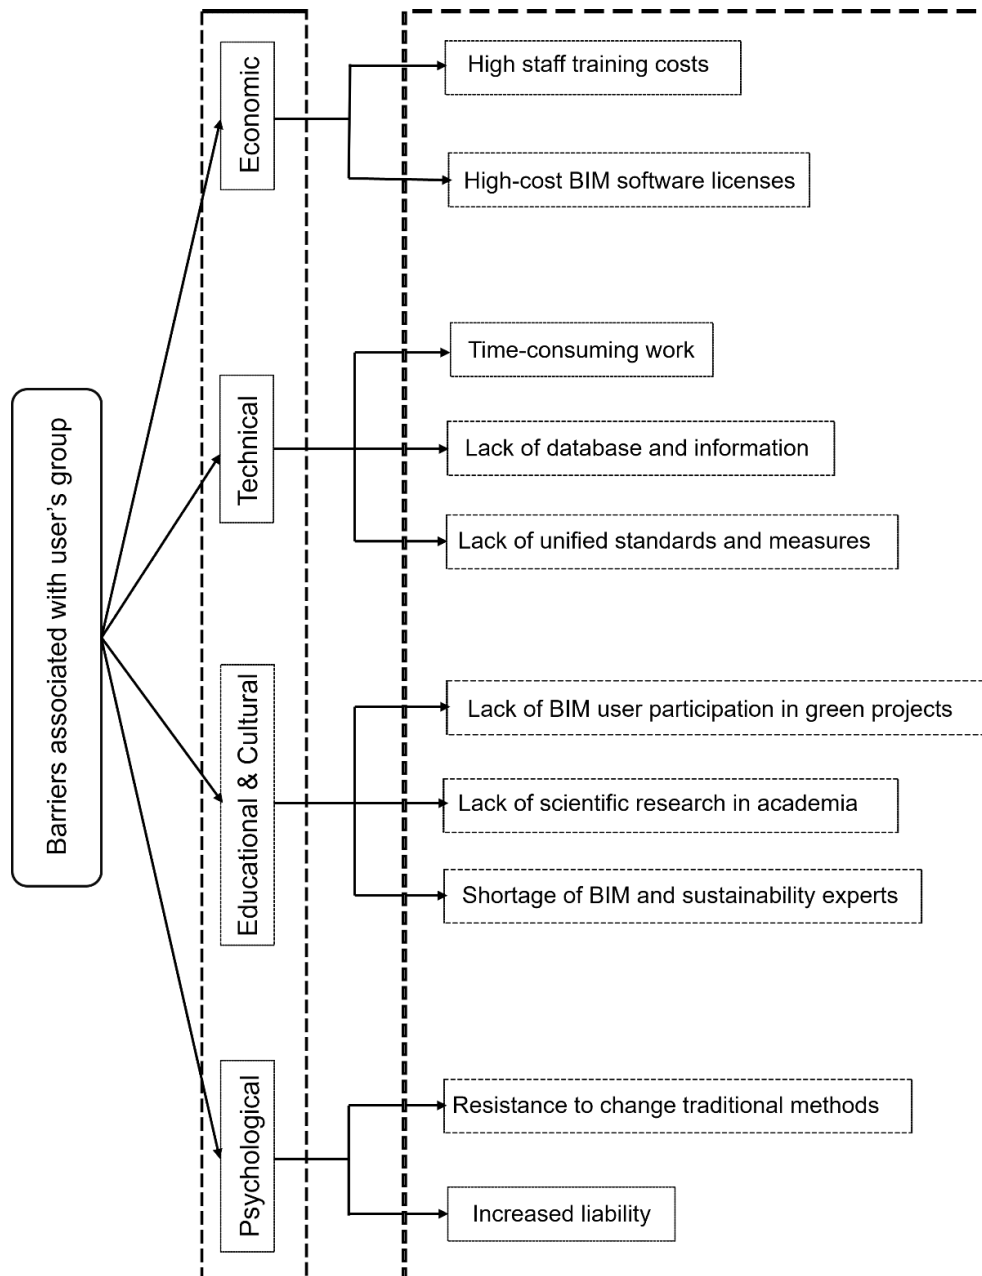 Barriers associated with user’s group
Economic
High staff training costs
High-cost BIM software licenses
Technical
Time-consuming work
Lack of database and information
Lack of unified standards and measures
Educational & Cultural
Lack of BIM user participation in green projects
Lack of scientific research in academia
Shortage of BIM and sustainability experts
Psychological
Resistance to change traditional methods
Increased liability